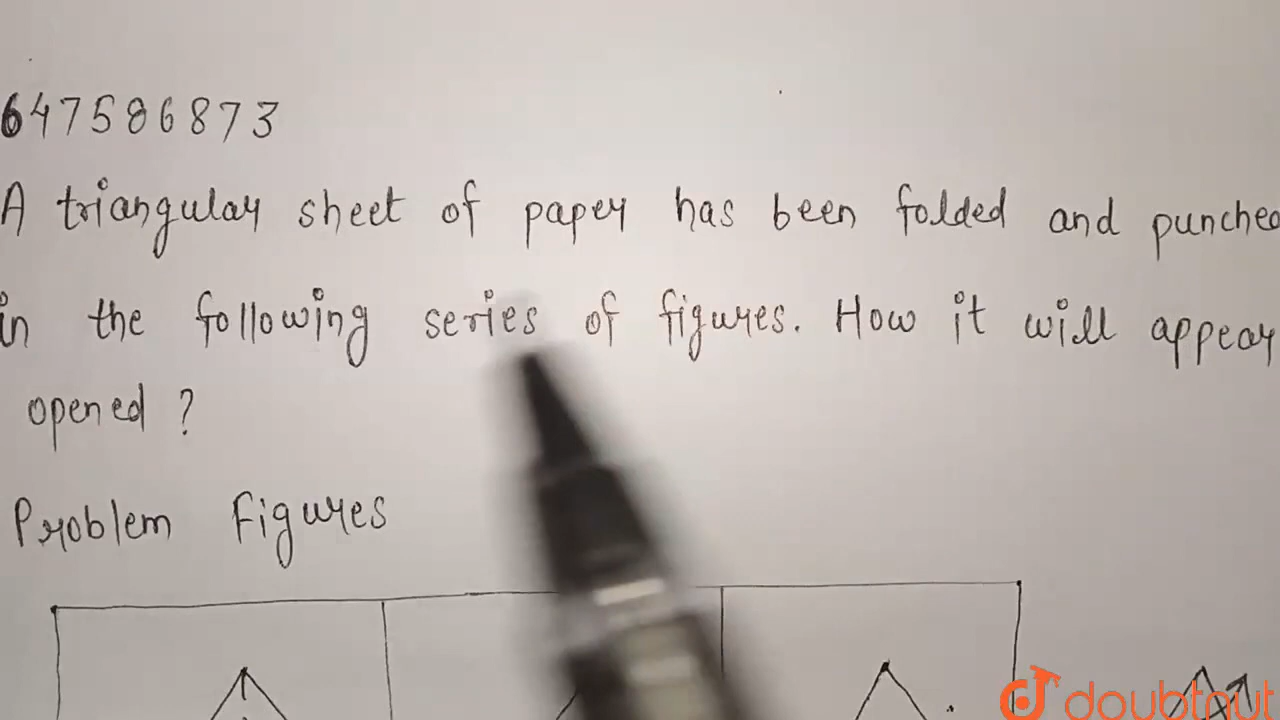 647586873
A triangular sheet of paper has been folded and punched
in the following series of figures. How it will appear
opened ?
Problem Figures
doubtnut